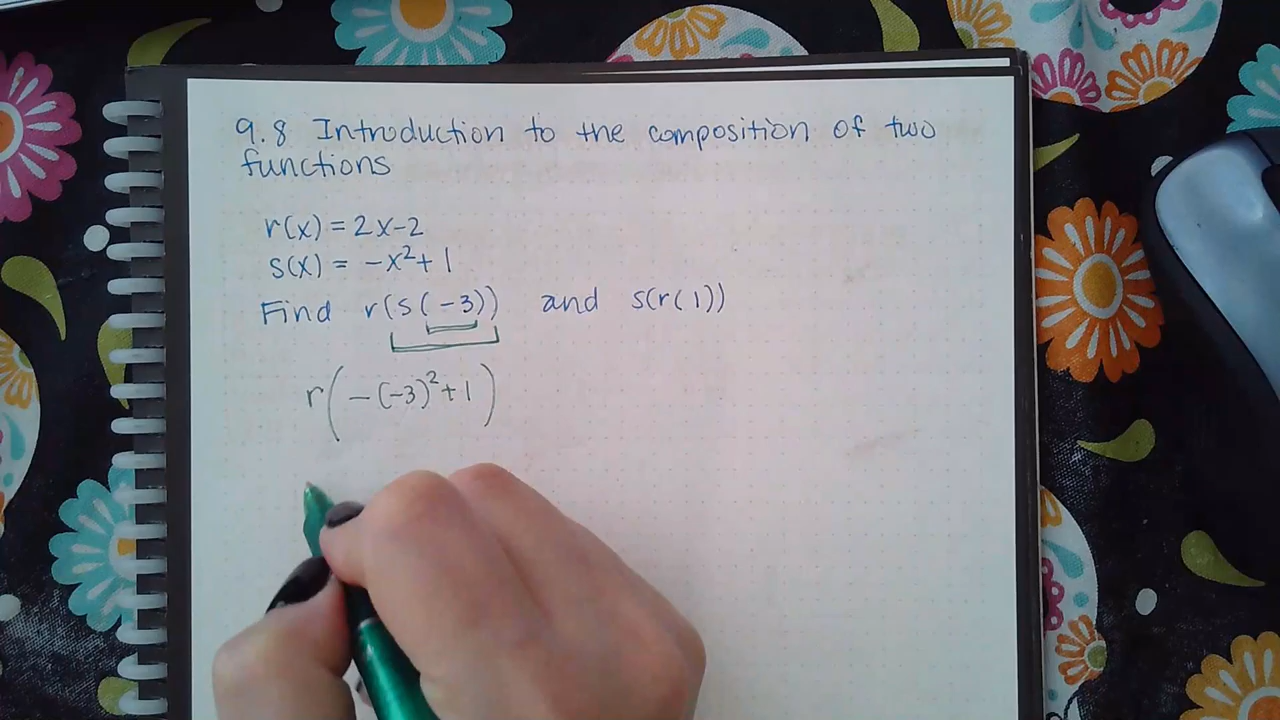 9.8 Introduction to the composition of two
functions
r(x) = 2x-2
s(x) = -x²+1
Find r(s(-3)) and s(r(1))
r(-(-3)²+1)